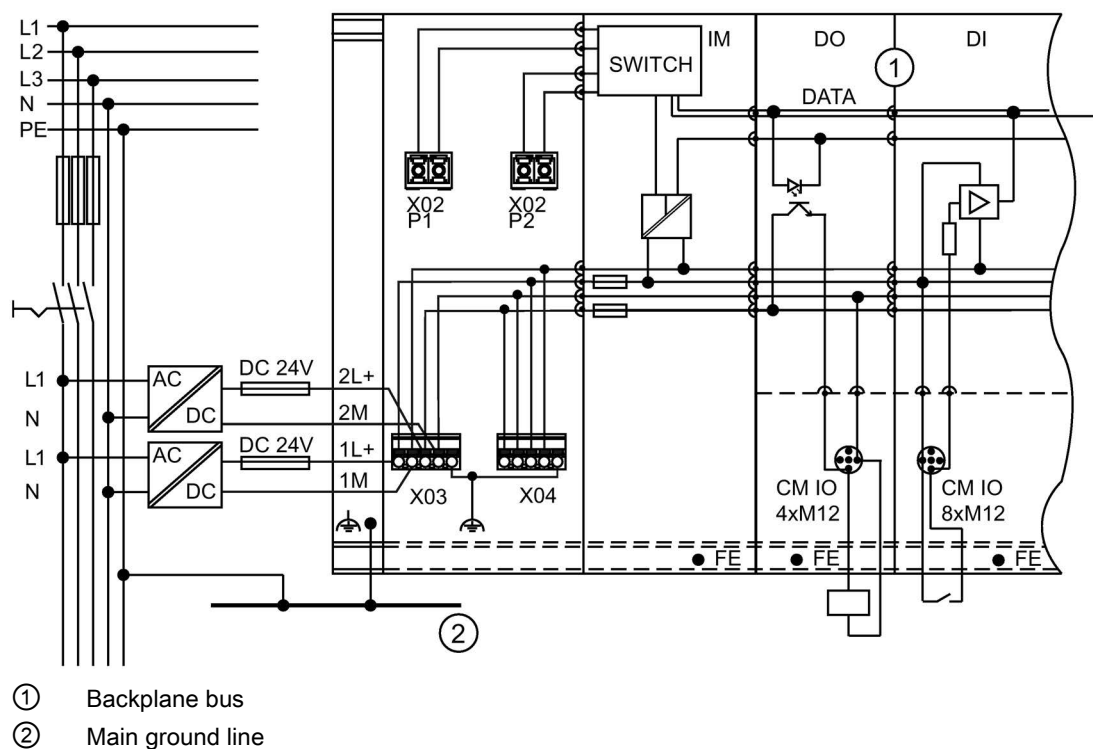 L1
L2
L3
N
PE
IM
DO
DI
SWITCH
1
DATA
X02
P1
X02
P2
L1
N
L1
N
AC
DC
DC 24V
AC
DC
DC 24V
2L+
2M
1L+
1M
X03
X04
CM IO
4xM12
CM IO
8xM12
FE
FE
FE
2
1 Backplane bus
2 Main ground line